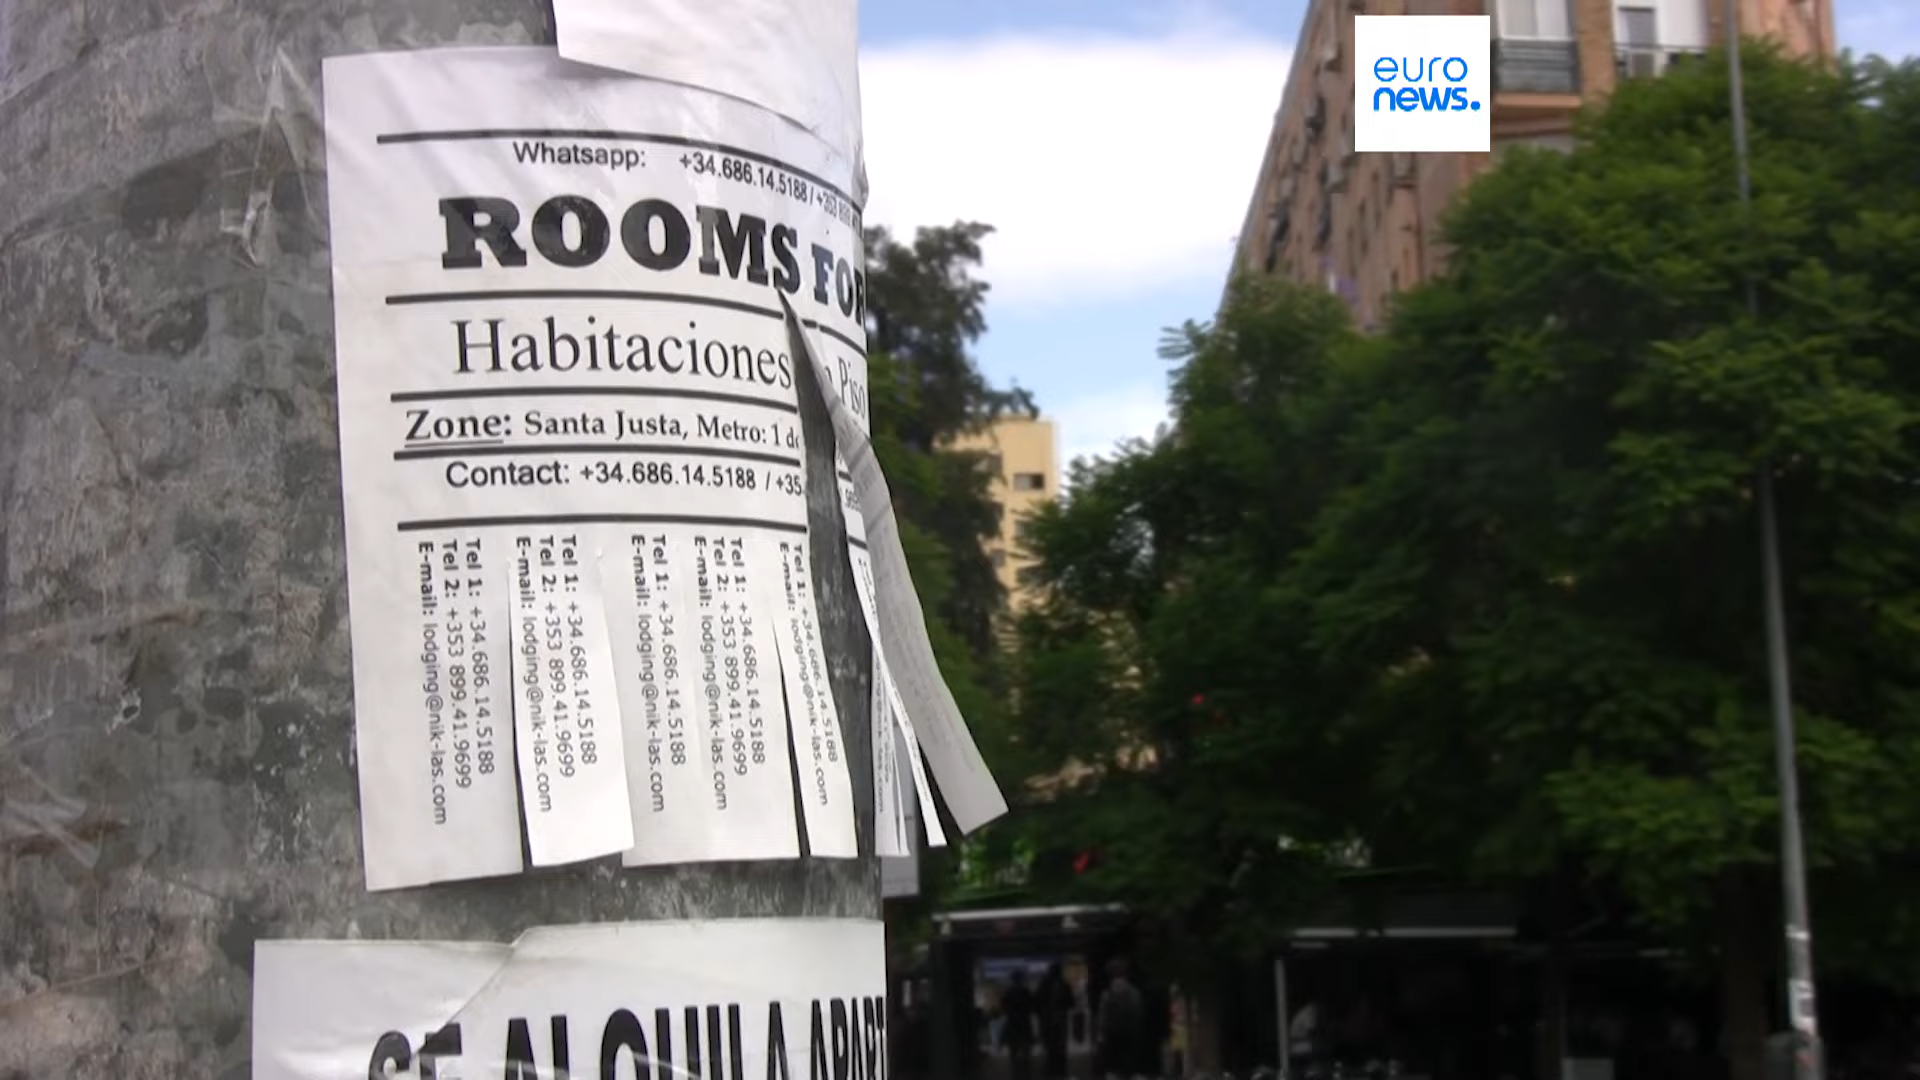 euro
news.
Whatsapp: +34.686.14.5188 / +353
ROOMS FOR
Habitaciones Piso
Zone: Santa Justa, Metro: 1 de
Contact: +34.686.14.5188 / +35
Tel 1: +34.686.14.5188
Tel 2: +353 899.41.9699
E-mail: lodging@nik-las.com
Tel 1: +34.686.14.5188
Tel 2: +353 899.41.9699
E-mail: lodging@nik-las.com
Tel 1: +34.686.14.5188
E-mail: lodging@nik-las.com
Tel 1: +34.686.14.5188
Tel 2: +353 899.41.9699
E-mail: lodging@nik-las.com
Tel 1: +34.686.14.5188
E-mail: lodging@nik-las.com
SE ALQUILA APART